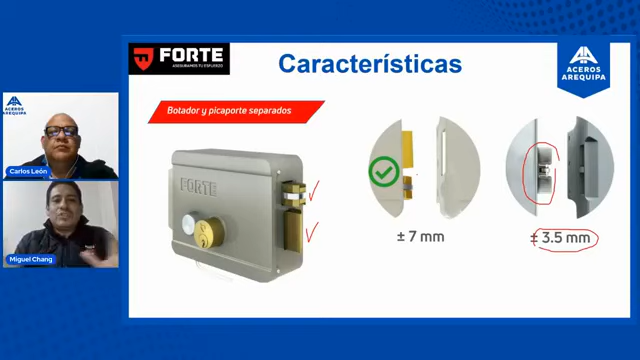 FORTE
ASEGURAMOS TU ESFUERZO
Características
ACEROS
AREQUIPA
Botador y picaporte separados
FORTE
± 7 mm
± 3.5 mm
ACEROS
AREQUIPA
Carlos León
Miguel Chang